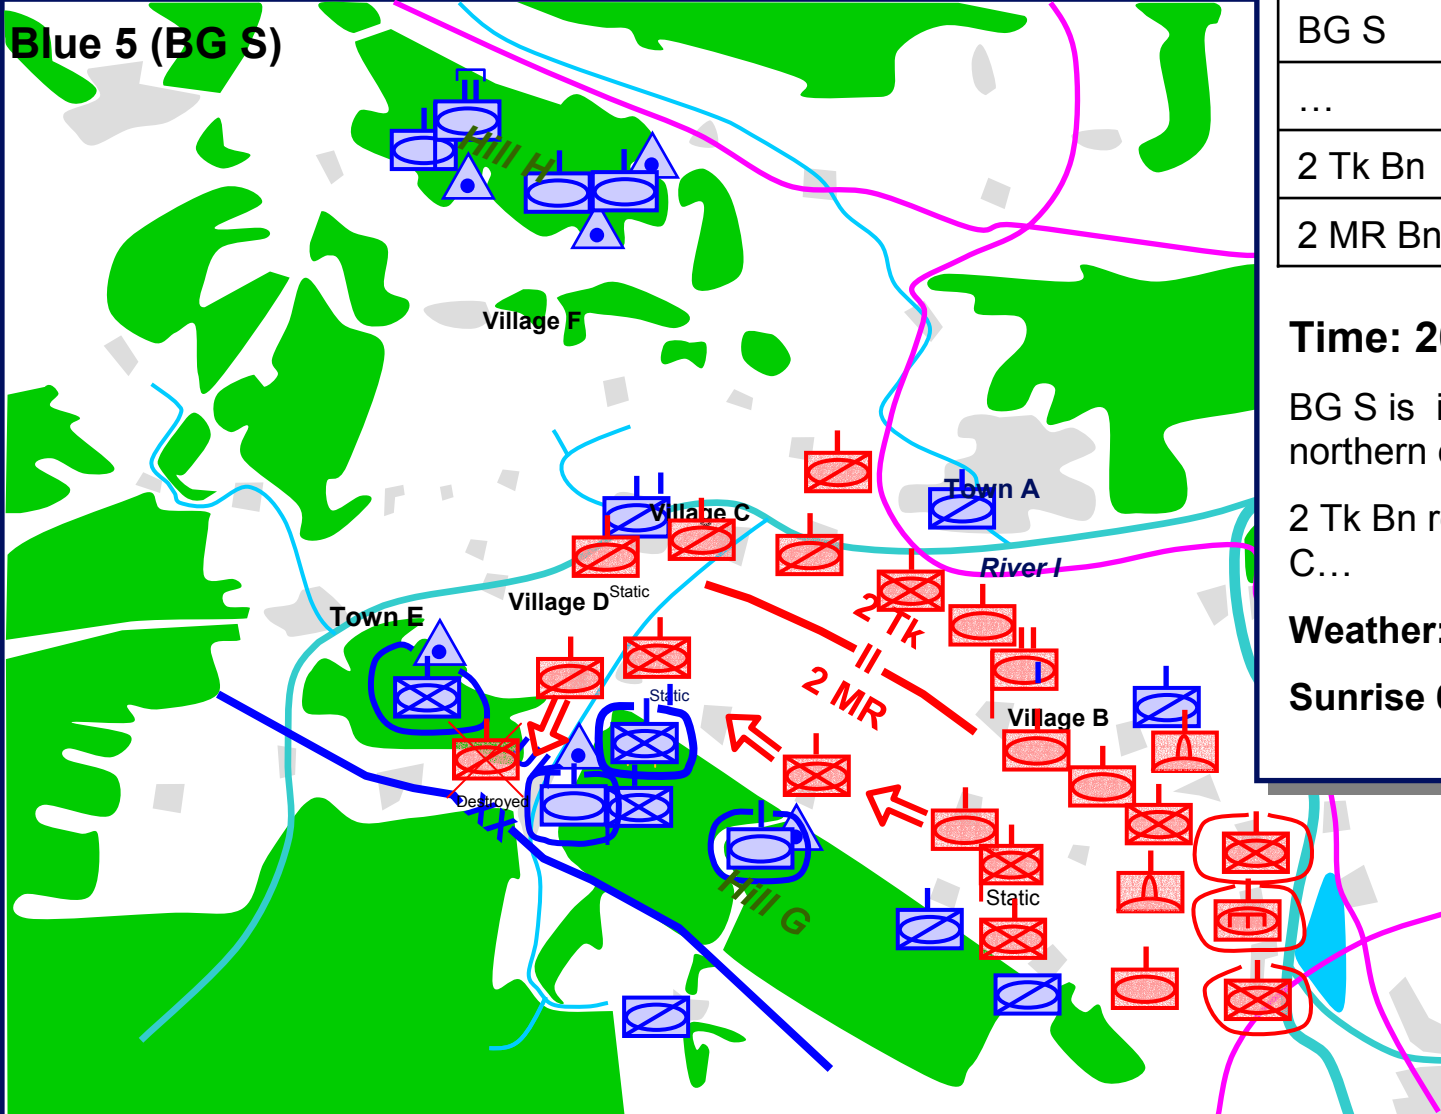 Blue 5 (BG S)
BG S
…
2 Tk Bn
2 MR Bn
Hill H
Village F
Time: 2
BG S is i
northern
Town A
Village C
2 Tk Bn r
C…
River I
Static
Village D
2 Tk
II
2 MR
Town E
Weather:
Static
Sunrise
Village B
Destroyed
XX
Hill G
Static